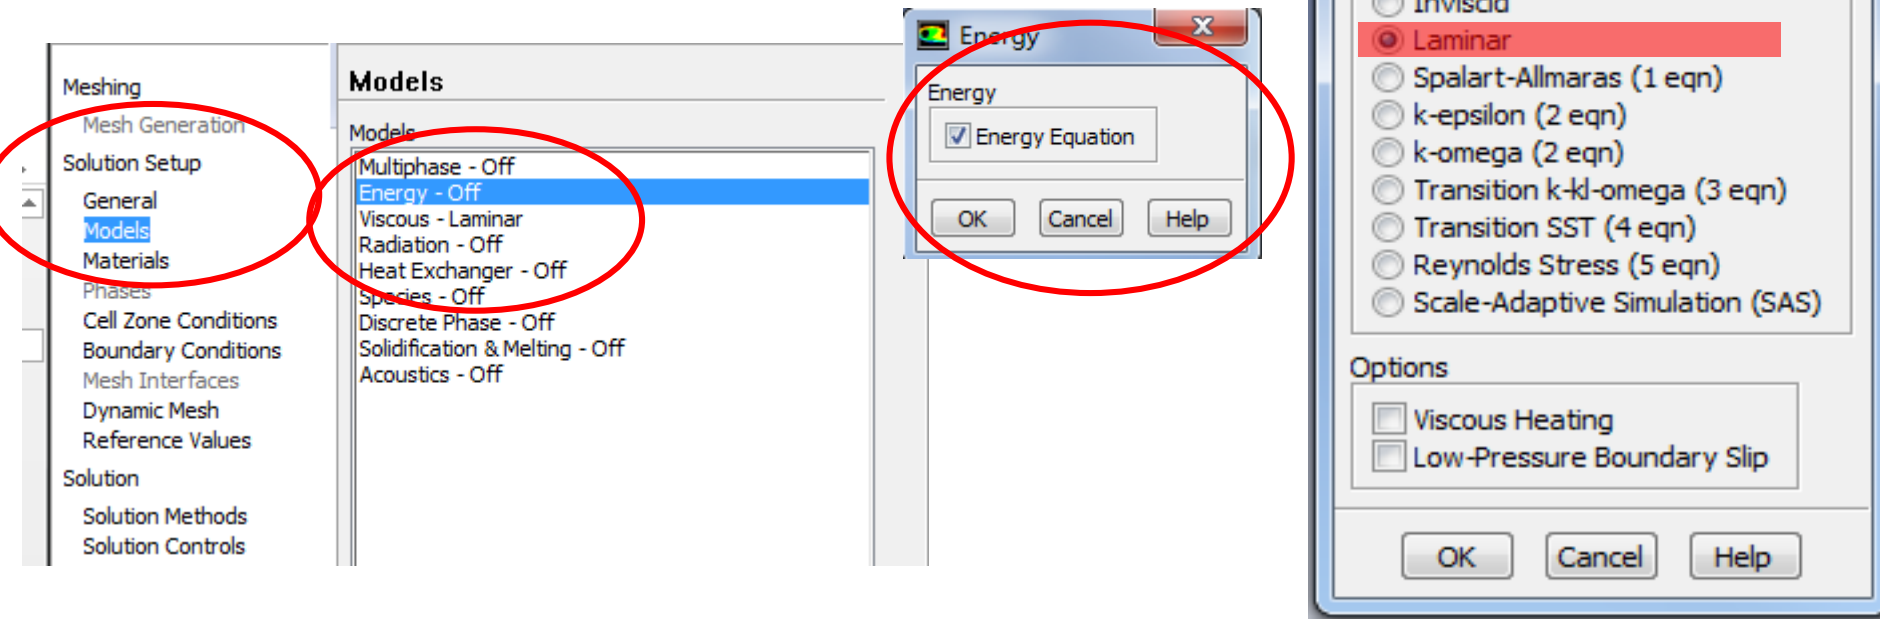 Meshing
Mesh Generation
Solution Setup
General
Models
Materials
Phases
Cell Zone Conditions
Boundary Conditions
Mesh Interfaces
Dynamic Mesh
Reference Values
Solution
Solution Methods
Solution Controls
Models
Models
Multiphase - Off
Energy - Off
Viscous - Laminar
Radiation - Off
Heat Exchanger - Off
Species - Off
Discrete Phase - Off
Solidification & Melting - Off
Acoustics - Off
Energy
Energy
Energy Equation
OK Cancel Help
Inviscid
Laminar
Spalart-Allmaras (1 eqn)
k-epsilon (2 eqn)
k-omega (2 eqn)
Transition k-kl-omega (3 eqn)
Transition SST (4 eqn)
Reynolds Stress (5 eqn)
Scale-Adaptive Simulation (SAS)
Options
Viscous Heating
Low-Pressure Boundary Slip
OK Cancel Help